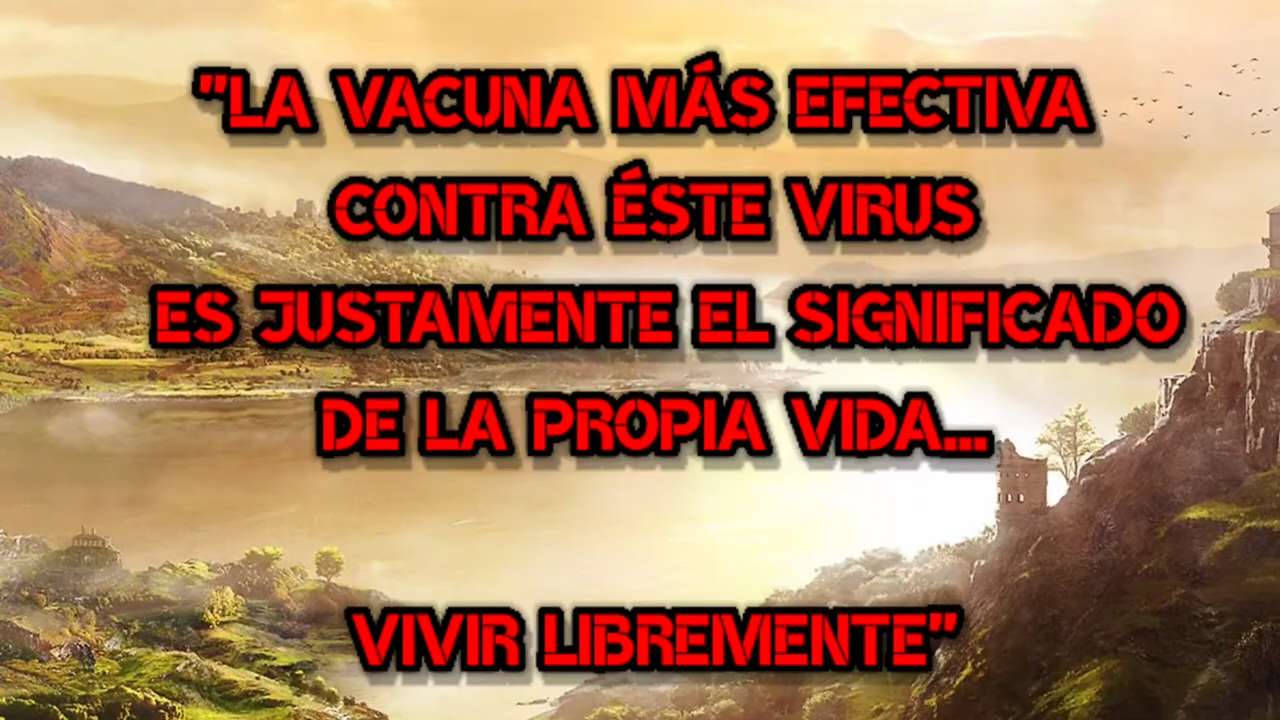 "LA VACUNA MÁS EFECTIVA
CONTRA ÉSTE VIRUS
ES JUSTAMENTE EL SIGNIFICADO
DE LA PROPIA VIDA...
VIVIR LIBREMENTE"